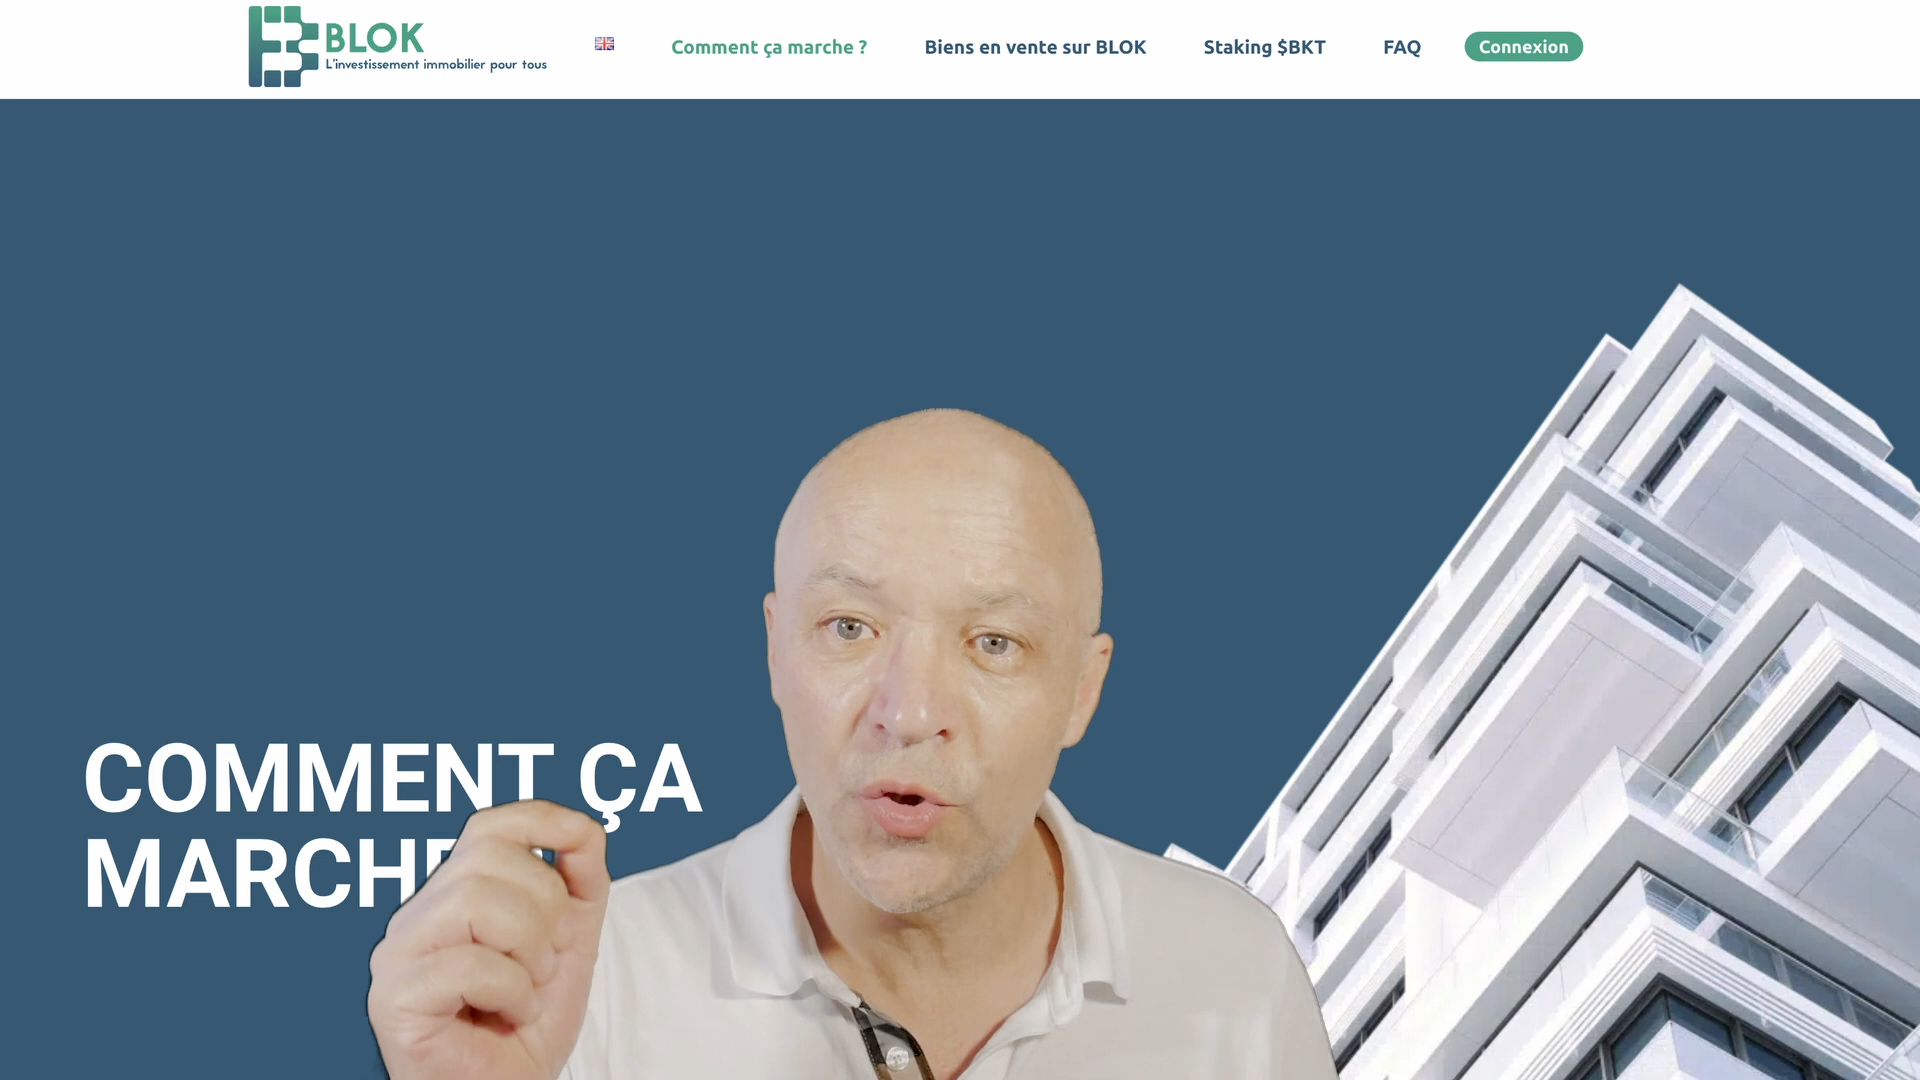 BLOK
L'investissement immobilier pour tous
Comment ça marche ?
Biens en vente sur BLOK
Staking $BKT
FAQ
Connexion
COMMENT ÇA
MARCHE